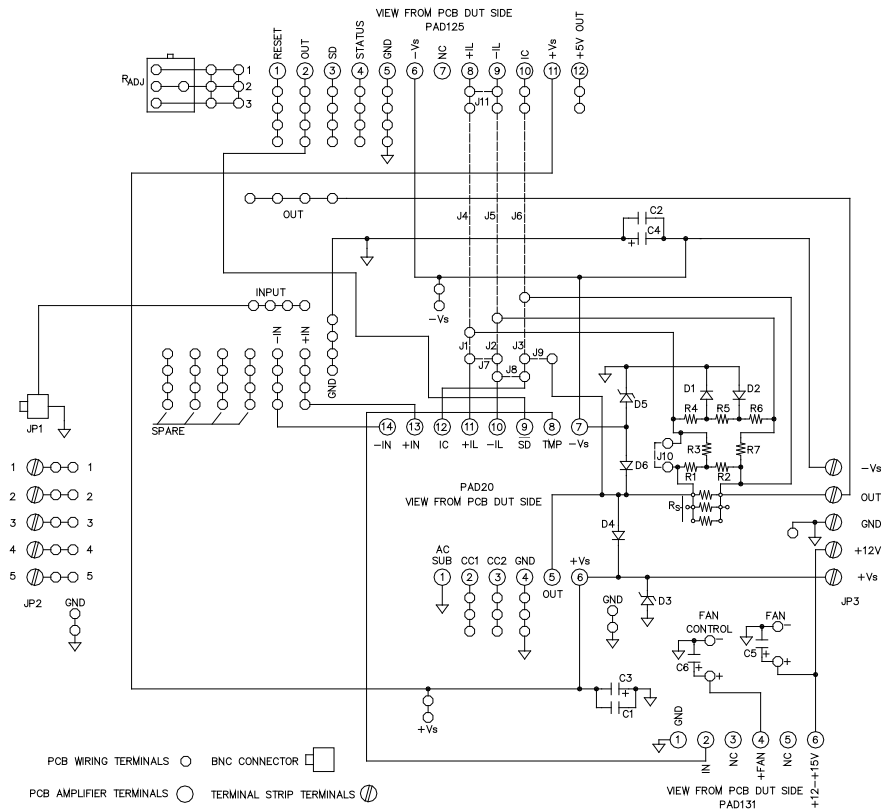 VIEW FROM PCB DUT SIDE
PAD125
RADJ
1
2
3
RESET
OUT
SD
STATUS
GND
-Vs
NC
+IL
-IL
IC
+Vs
+5V OUT
1 2 3 4 5 6 7 8 9 10 11 12
J11
OUT
J4
J5
J6
C2
C4
+
INPUT
-Vs
-IN
+IN
GND
J1
J2
J3
J7
J8
J9
JP1
SPARE
14 13 12 11 10 9 8 7
-IN
+IN
IC
+IL
-IL
SD
TMP
-Vs
D5
D1
D2
R4
R5
R6
R3
R7
J10
R1
R2
RS
D6
D4
PAD20
VIEW FROM PCB DUT SIDE
1 1
2 2
3 3
4 4
5 5
JP2
GND
-Vs
OUT
GND
+12V
+Vs
JP3
AC SUB
CC1
CC2
GND
1 2 3 4 5 6
OUT
+Vs
GND
D3
FAN CONTROL
-
C6
+
+
FAN
-
C5
+
+
C3
+
C1
+Vs
GND
1 2 3 4 5 6
IN
NC
+FAN
NC
+12-+15V
VIEW FROM PCB DUT SIDE
PAD131
PCB WIRING TERMINALS
BNC CONNECTOR
PCB AMPLIFIER TERMINALS
TERMINAL STRIP TERMINALS